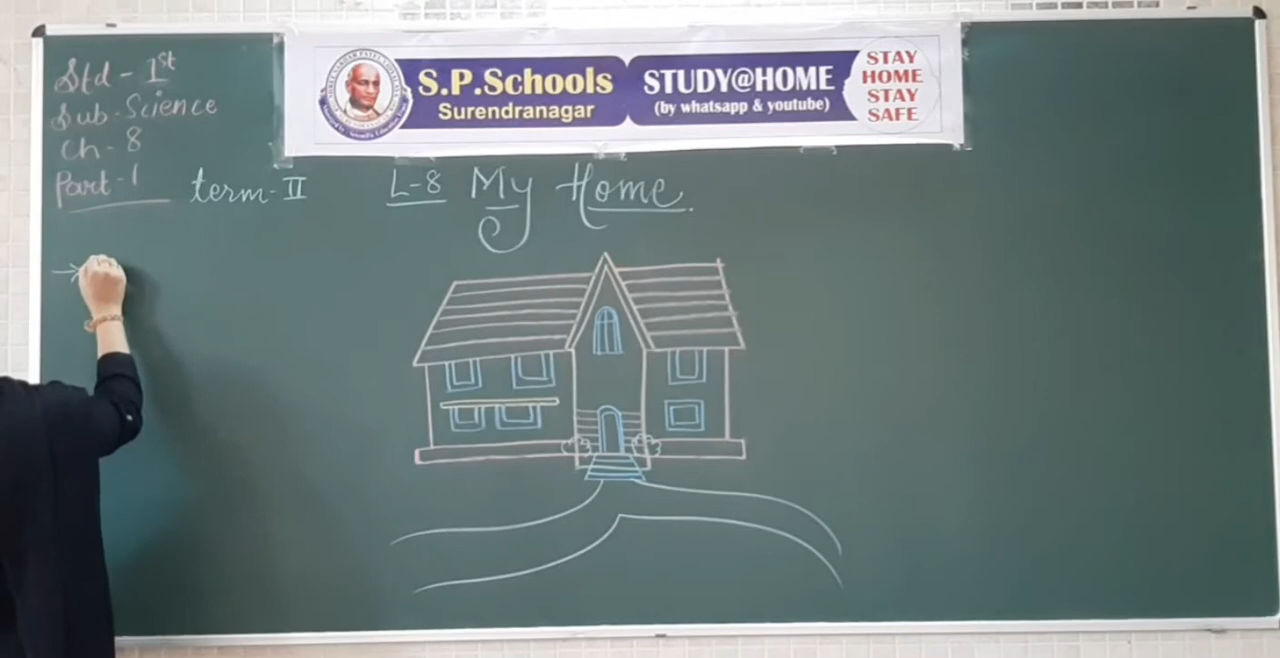 Std - 1st
Sub - Science
Ch - 8
Part - 1
S.P.Schools
Surendranagar
STUDY@HOME
(by whatsapp & youtube)
STAY
HOME
STAY
SAFE
term - II
L-8 My Home.